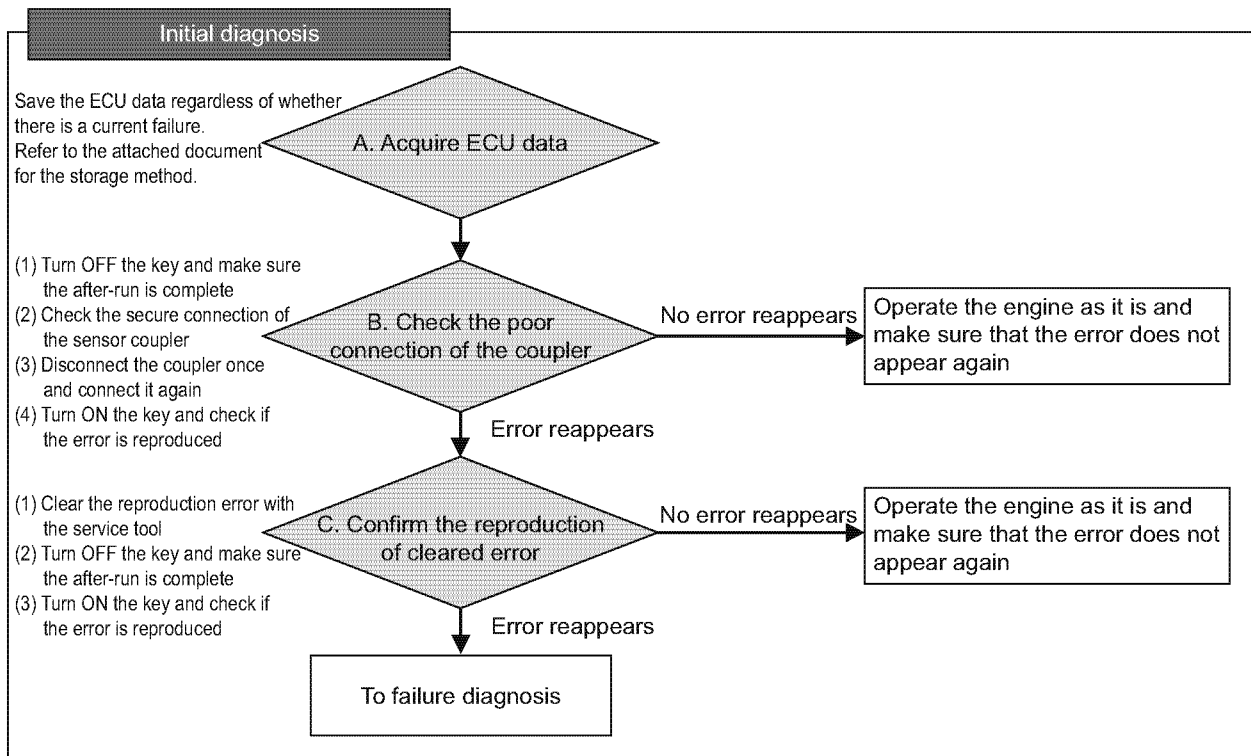 Initial diagnosis
Save the ECU data regardless of whether
there is a current failure.
Refer to the attached document
for the storage method.
A. Acquire ECU data
(1) Turn OFF the key and make sure
the after-run is complete
(2) Check the secure connection of
the sensor coupler
(3) Disconnect the coupler once
and connect it again
(4) Turn ON the key and check if
the error is reproduced
B. Check the poor
connection of the coupler
No error reappears
Operate the engine as it is and
make sure that the error does not
appear again
Error reappears
(1) Clear the reproduction error with
the service tool
(2) Turn OFF the key and make sure
the after-run is complete
(3) Turn ON the key and check if
the error is reproduced
C. Confirm the reproduction
of cleared error
No error reappears
Operate the engine as it is and
make sure that the error does not
appear again
Error reappears
To failure diagnosis